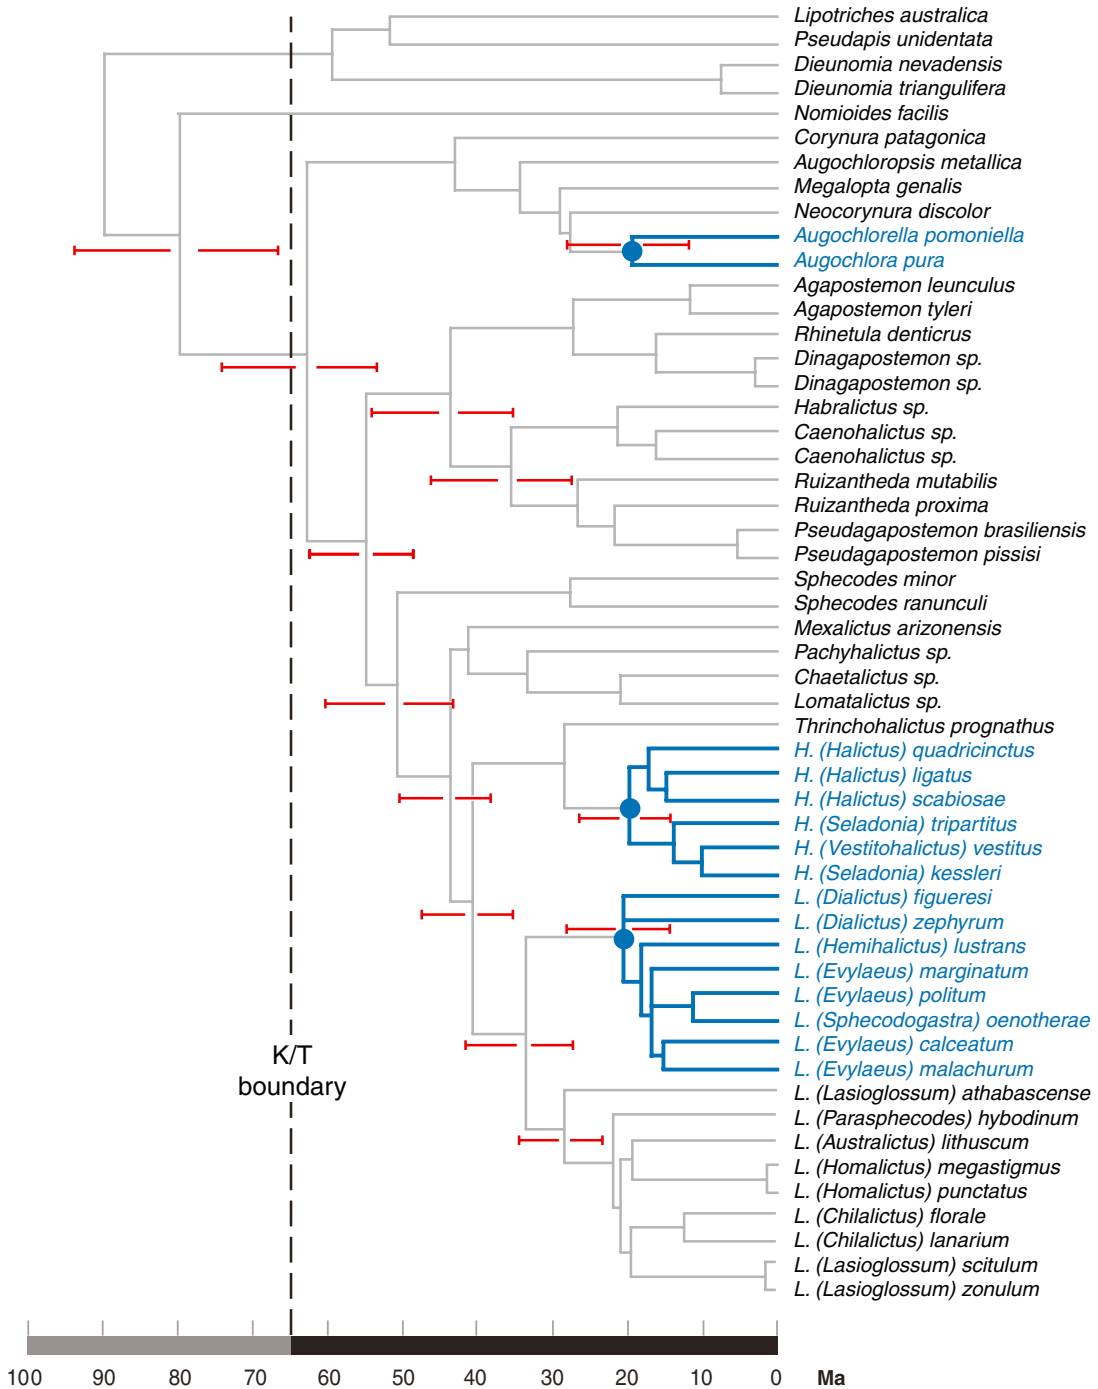 Lipotriches australica
Pseudapis unidentata
Dieunomia nevadensis
Dieunomia triangulifera
Nomioides facilis
Corynura patagonica
Augochloropsis metallica
Megalopta genalis
Neocorynura discolor
Augochlorella pomoniella
Augochlora pura
Agapostemon leunculus
Agapostemon tyleri
Rhinetula denticrus
Dinagapostemon sp.
Dinagapostemon sp.
Habralictus sp.
Caenohalictus sp.
Caenohalictus sp.
Ruizantheda mutabilis
Ruizantheda proxima
Pseudagapostemon brasiliensis
Pseudagapostemon pissisi
Sphecodes minor
Sphecodes ranunculi
Mexalictus arizonensis
Pachyhalictus sp.
Chaetalictus sp.
Lomatalictus sp.
Thrinchohalictus prognathus
H. (Halictus) quadricinctus
H. (Halictus) ligatus
H. (Halictus) scabiosae
H. (Seladonia) tripartitus
H. (Vestitohalictus) vestitus
H. (Seladonia) kessleri
L. (Dialictus) figueresi
L. (Dialictus) zephyrum
L. (Hemihalictus) lustrans
L. (Evylaeus) marginatum
L. (Evylaeus) politum
L. (Sphecodogastra) oenotherae
L. (Evylaeus) calceatum
L. (Evylaeus) malachurum
L. (Lasioglossum) athabascense
L. (Parasphecodes) hybodinum
L. (Australictus) lithuscum
L. (Homalictus) megastigmus
L. (Homalictus) punctatus
L. (Chilalictus) florale
L. (Chilalictus) lanarium
L. (Lasioglossum) scitulum
L. (Lasioglossum) zonulum
K/T
boundary
100 90 80 70 60 50 40 30 20 10 0 Ma